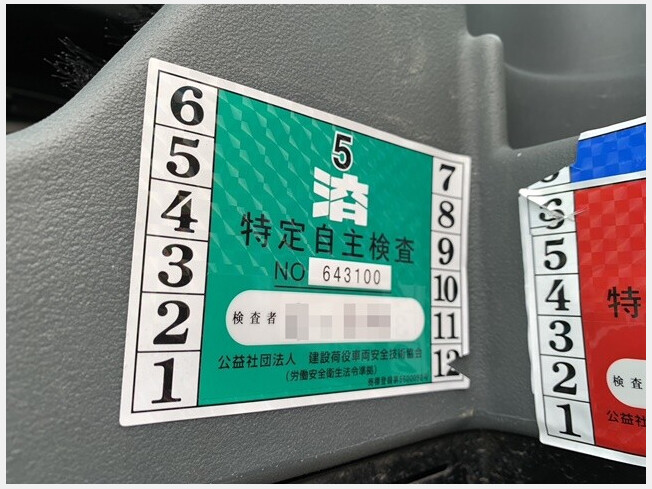 6
5
4
3
2
1
5
済
特定自主検査
NO 643100
検査者
公益社団法人 建設荷役車両安全技術協会
(労働安全衛生法令準拠)
7
8
9
10
11
12
6
5
4
3
2
1
特
検査
公益社